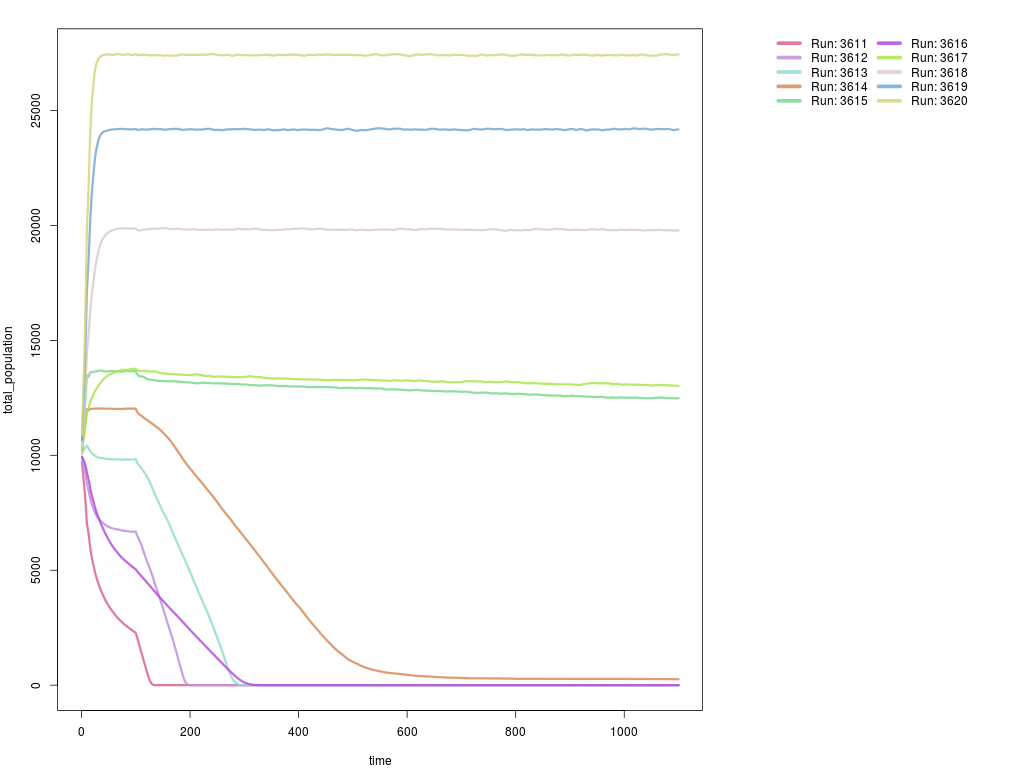 Run: 3611
Run: 3612
Run: 3613
Run: 3614
Run: 3615
Run: 3616
Run: 3617
Run: 3618
Run: 3619
Run: 3620
total_population
25000
20000
15000
10000
5000
0
0 200 400 600 800 1000
time